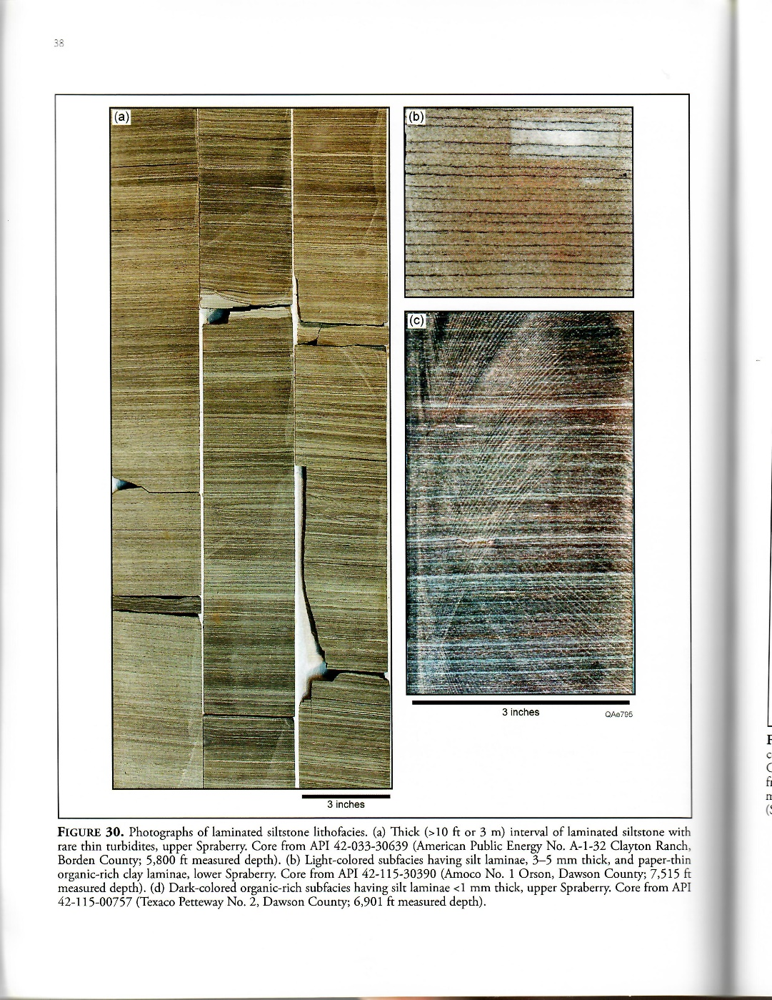 38
(a)
(b)
(c)
3 inches
QAe795
3 inches
FIGURE 30. Photographs of laminated siltstone lithofacies. (a) Thick (>10 ft or 3 m) interval of laminated siltstone with
rare thin turbidites, upper Spraberry. Core from API 42-033-30639 (American Public Energy No. A-1-32 Clayton Ranch,
Borden County; 5,800 ft measured depth). (b) Light-colored subfacies having silt laminae, 3–5 mm thick, and paper-thin
organic-rich clay laminae, lower Spraberry. Core from API 42-115-30390 (Amoco No. 1 Orson, Dawson County; 7,515 ft
measured depth). (d) Dark-colored organic-rich subfacies having silt laminae <1 mm thick, upper Spraberry. Core from API
42-115-00757 (Texaco Petteway No. 2, Dawson County; 6,901 ft measured depth).